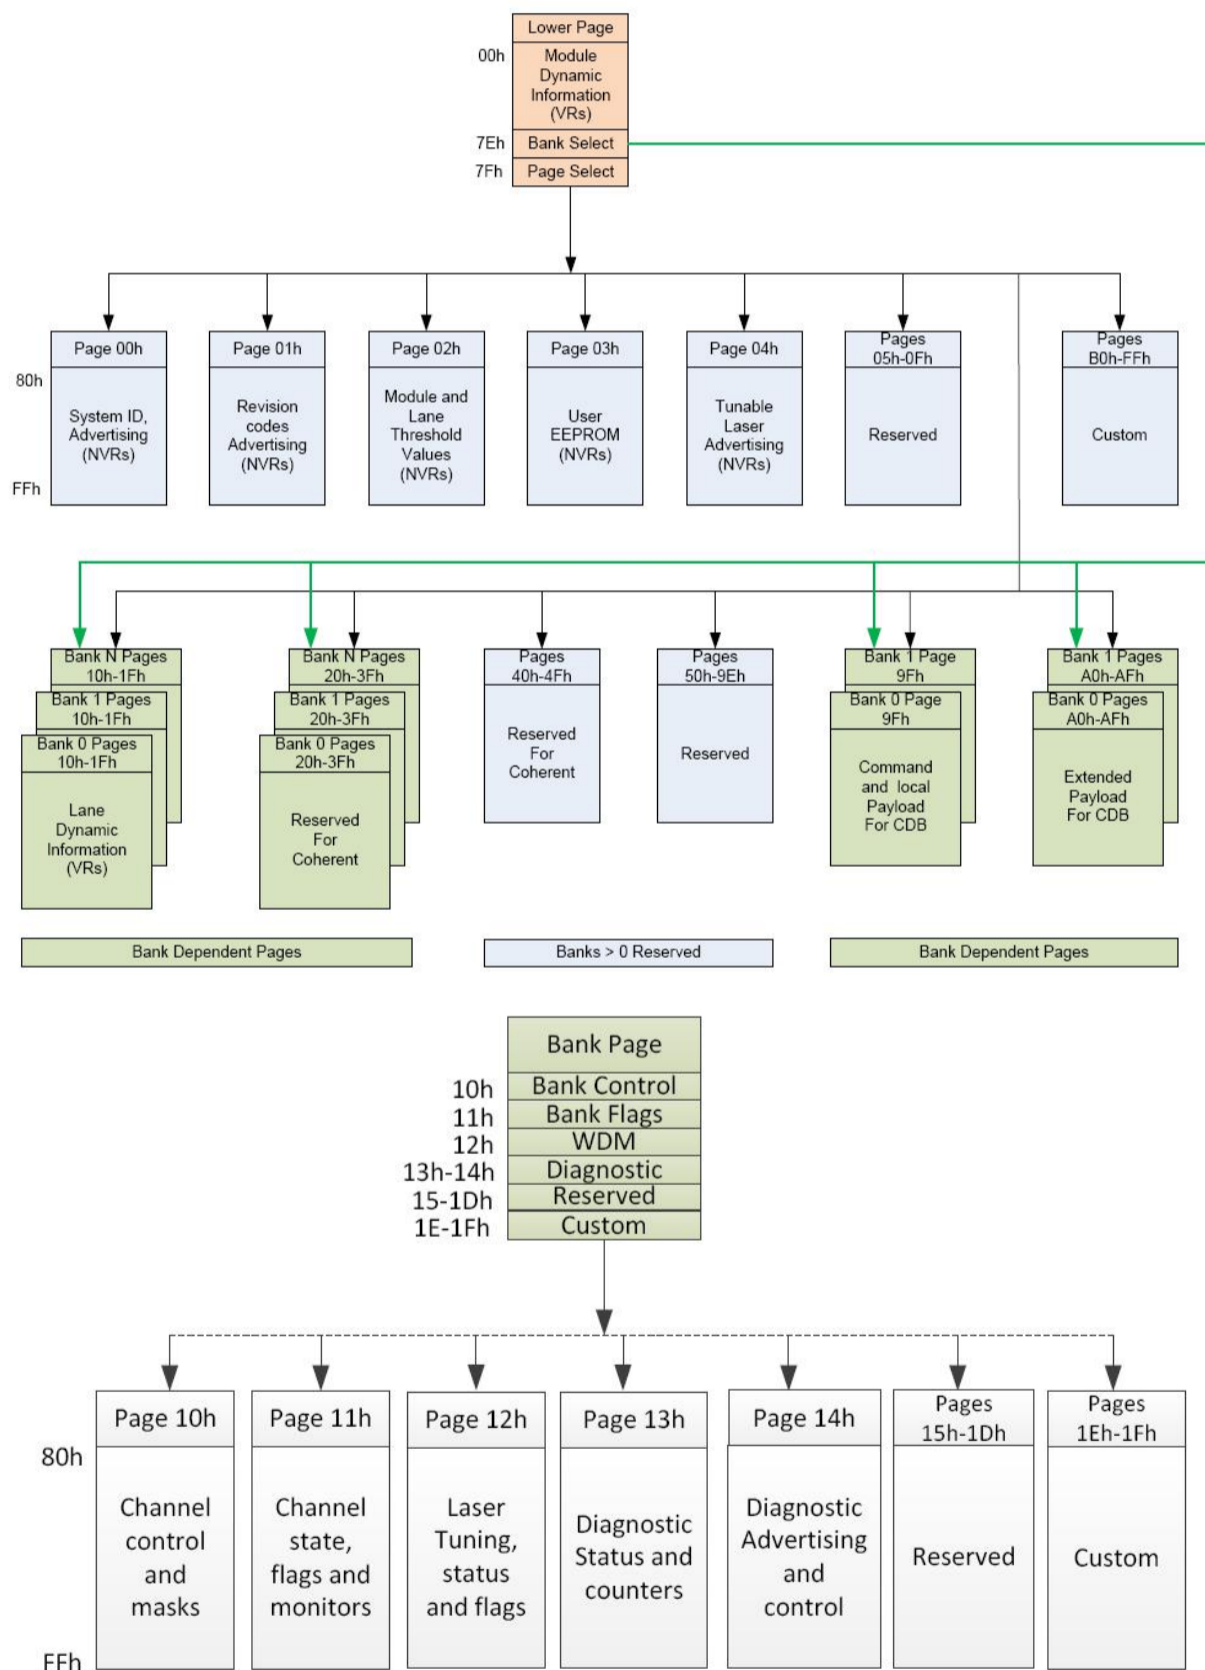 Lower Page
00h
Module
Dynamic
Information
(VRs)
7Eh
Bank Select
7Fh
Page Select
Page 00h
80h
System ID,
Advertising
(NVRs)
FFh
Page 01h
Revision
codes
Advertising
(NVRs)
Page 02h
Module and
Lane
Threshold
Values
(NVRs)
Page 03h
User
EEPROM
(NVRs)
Page 04h
Tunable
Laser
Advertising
(NVRs)
Pages
05h-0Fh
Reserved
Pages
B0h-FFh
Custom
Bank N Pages
10h-1Fh
Bank 1 Pages
10h-1Fh
Bank 0 Pages
10h-1Fh
Lane
Dynamic
Information
(VRs)
Bank N Pages
20h-3Fh
Bank 1 Pages
20h-3Fh
Bank 0 Pages
20h-3Fh
Reserved
For
Coherent
Pages
40h-4Fh
Reserved
For
Coherent
Pages
50h-9Eh
Reserved
Bank 1 Page
9Fh
Bank 0 Page
9Fh
Command
and local
Payload
For CDB
Bank 1 Pages
A0h-AFh
Bank 0 Pages
A0h-AFh
Extended
Payload
For CDB
Bank Dependent Pages
Banks > 0 Reserved
Bank Dependent Pages
Bank Page
10h
Bank Control
11h
Bank Flags
12h
WDM
13h-14h
Diagnostic
15-1Dh
Reserved
1E-1Fh
Custom
Page 10h
80h
Channel
control
and
masks
FFh
Page 11h
Channel
state,
flags and
monitors
Page 12h
Laser
Tuning,
status
and flags
Page 13h
Diagnostic
Status and
counters
Page 14h
Diagnostic
Advertising
and
control
Pages
15h-1Dh
Reserved
Pages
1Eh-1Fh
Custom